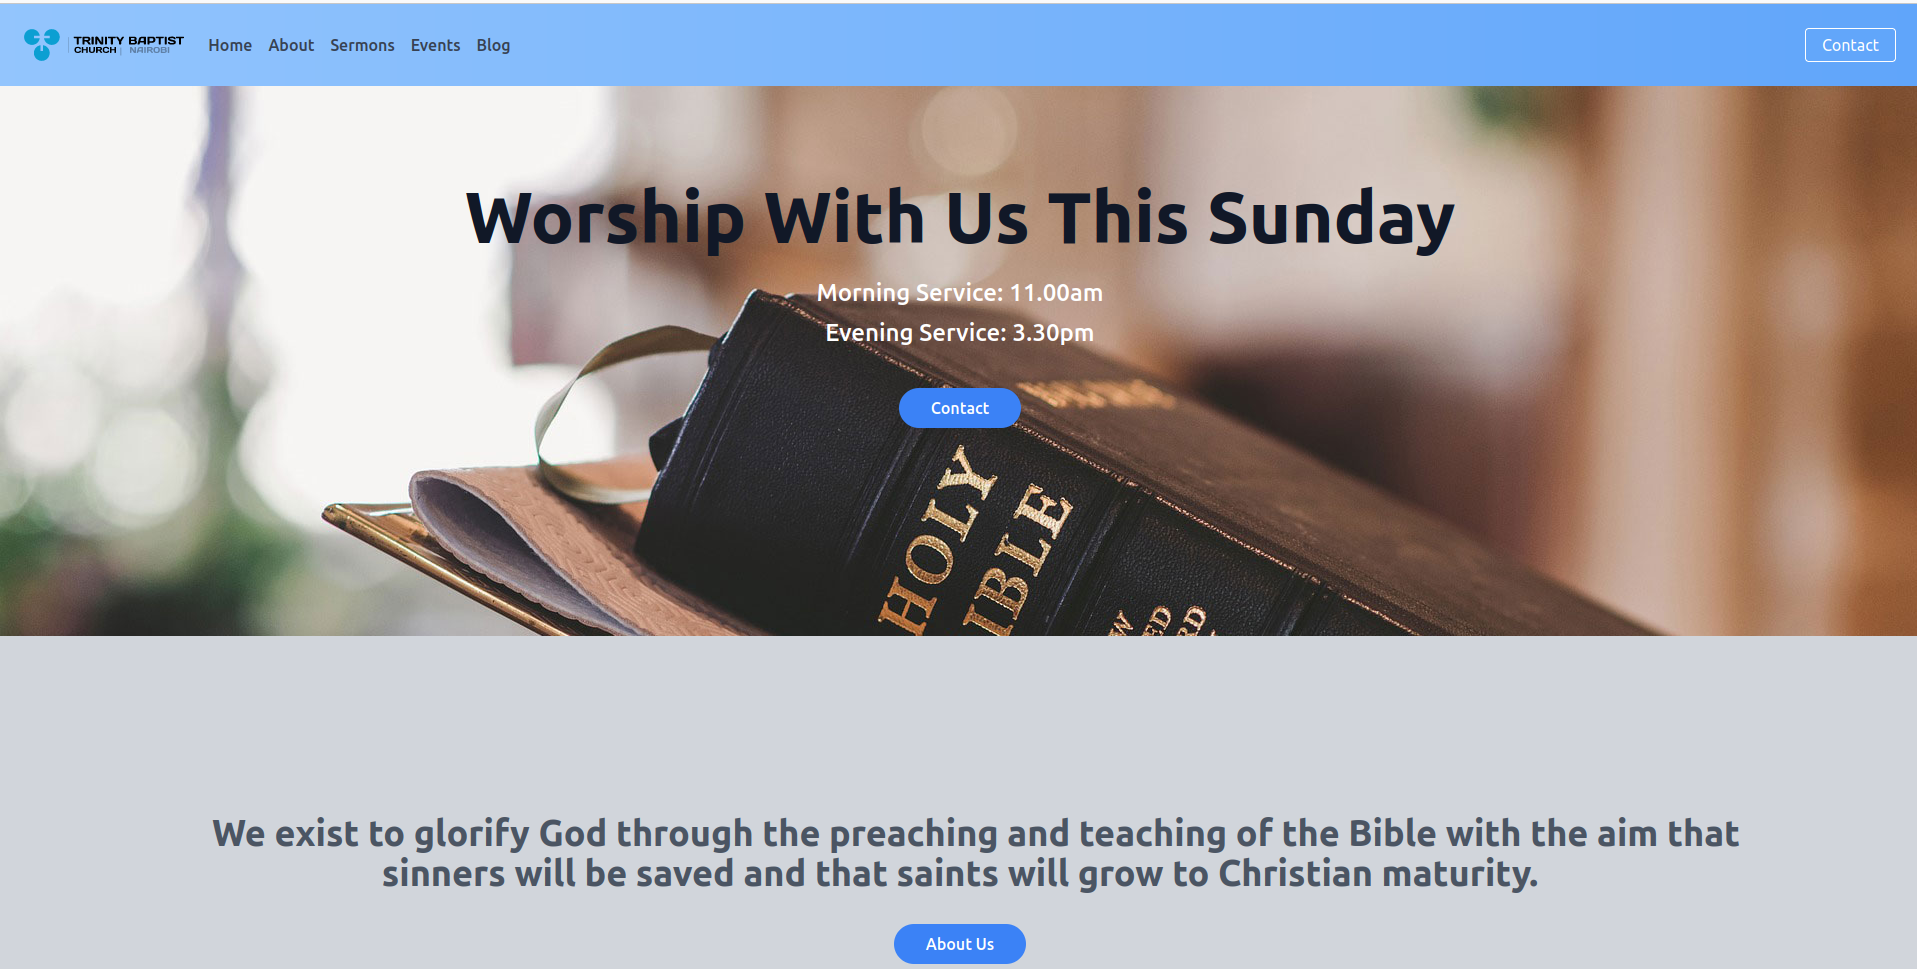 TRINITY BAPTIST
CHURCH | NAIROBI
Home About Sermons Events Blog
Contact
Worship With Us This Sunday
Morning Service: 11.00am
Evening Service: 3.30pm
Contact
HOLY
IBLE
We exist to glorify God through the preaching and teaching of the Bible with the aim that
sinners will be saved and that saints will grow to Christian maturity.
About Us